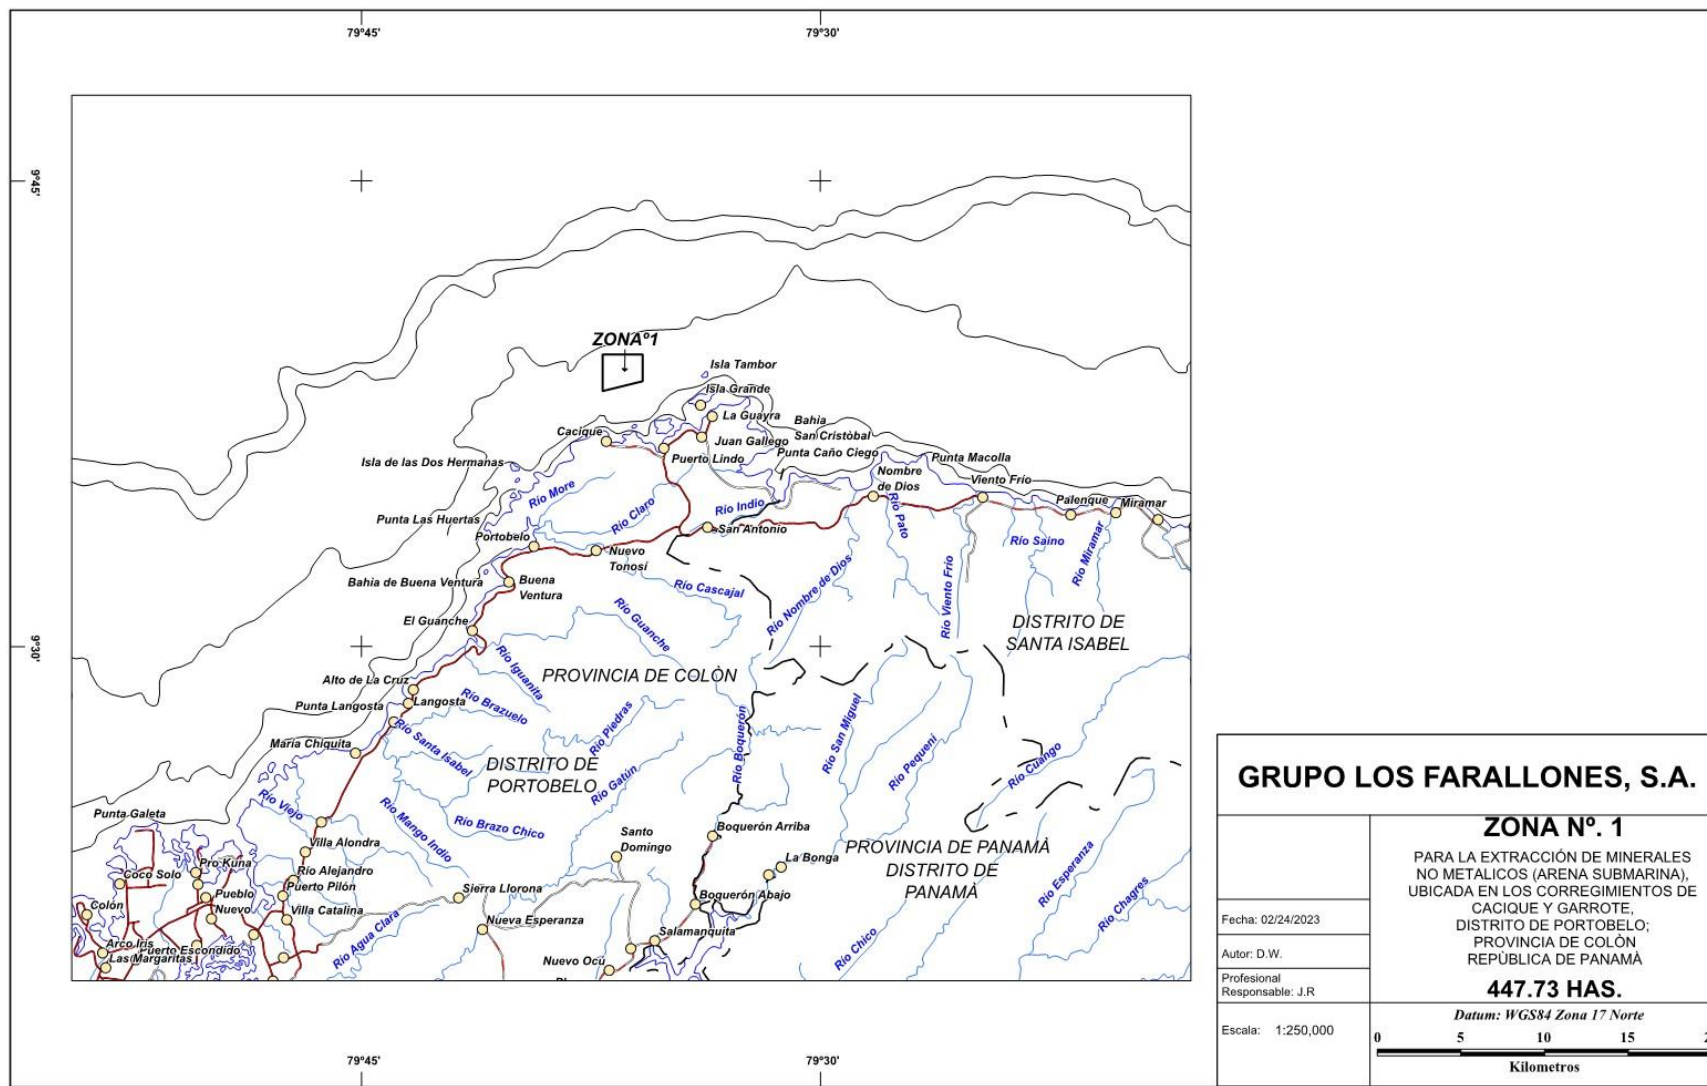 79°45'
79°30'
9°45'
ZONAº1
Isla Tambor
Isla Grande
La Guayra
Bahia
San Cristòbal
Cacique
Juan Gallego
Punta Caño Ciego
Puerto Lindo
Isla de las Dos Hermanas
Punta Macolla
Nombre
de Dios
Viento Frío
Palenque
Miramar
Río More
Río Claro
Río Indio
Río Pato
Punta Las Huertas
Portobelo
San Antonio
Río Saino
Río Miramar
Nuevo
Tonosí
Bahia de Buena Ventura
Buena
Ventura
Río Cascajal
Río Nombre de Dios
Río Viento Frío
El Guanche
Río Guanche
DISTRITO DE
SANTA ISABEL
9°30'
Río Iguanita
PROVINCIA DE COLÒN
Alto de La Cruz
Langosta
Punta Langosta
Río Brazuelo
Río Piedras
Río Boquerón
Río San Miguel
María Chiquita
Río Santa Isabel
Río Pequení
Río Cuango
DISTRITO DE
PORTOBELO
Río Gatún
Río Viejo
Punta Galeta
Río Mango Indio
Río Brazo Chico
Santo
Domingo
Boquerón Arriba
Villa Alondra
PROVINCIA DE PANAMÀ
DISTRITO DE
PANAMÀ
La Bonga
Río Esperanza
Pro Kuna
Coco Solo
Río Alejandro
Puerto Pilón
Sierra Llorona
Boquerón Abajo
Río Chagres
Pueblo
Nuevo
Colón
Villa Catalina
Nueva Esperanza
Río Agua Clara
Salamanquita
Río Chico
Arco Iris
Puerto Escondido
Las Margaritas
Nuevo Ocú
79°45'
79°30'
GRUPO LOS FARALLONES, S.A.
ZONA Nº. 1
PARA LA EXTRACCIÓN DE MINERALES
NO METALICOS (ARENA SUBMARINA),
UBICADA EN LOS CORREGIMIENTOS DE
CACIQUE Y GARROTE,
DISTRITO DE PORTOBELO;
PROVINCIA DE COLÒN
REPÙBLICA DE PANAMÀ
447.73 HAS.
Datum: WGS84 Zona 17 Norte
0 5 10 15
Kilometros
Fecha: 02/24/2023
Autor: D.W.
Profesional
Responsable: J.R
Escala: 1:250,000